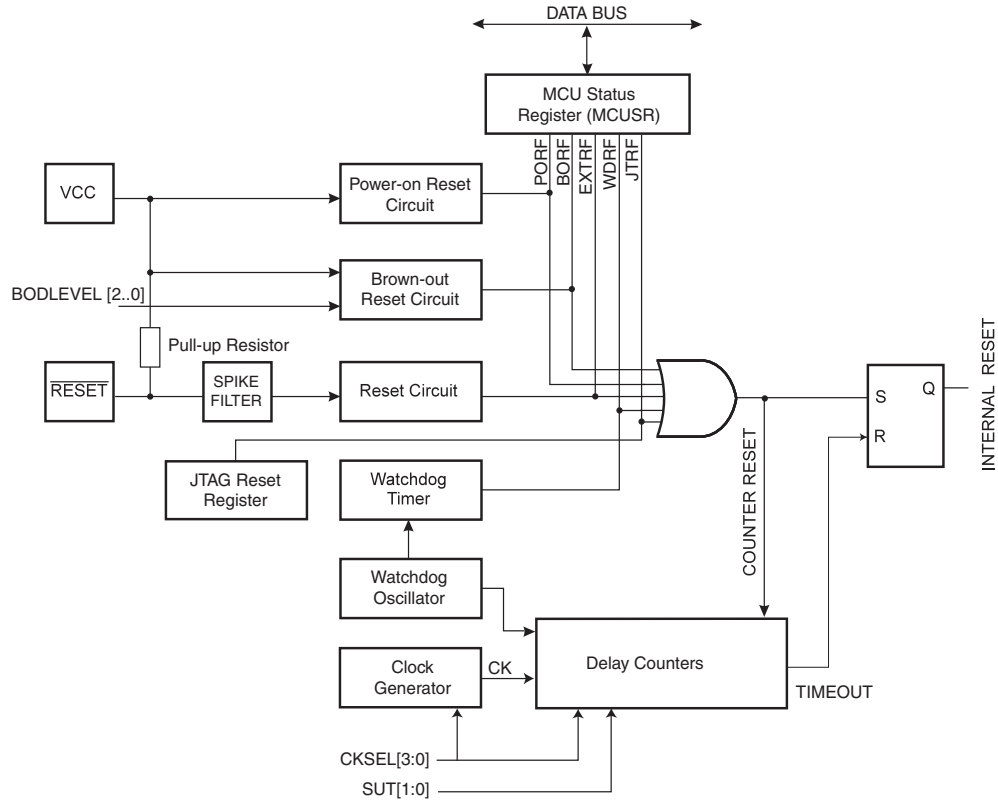 DATA BUS
MCU Status
Register (MCUSR)
PORF
BORF
EXTRF
WDRF
JTRF
VCC
Power-on Reset
Circuit
BODLEVEL [2..0]
Brown-out
Reset Circuit
Pull-up Resistor
RESET
SPIKE
FILTER
Reset Circuit
S
Q
R
INTERNAL RESET
JTAG Reset
Register
Watchdog
Timer
COUNTER RESET
Watchdog
Oscillator
Clock
Generator
CK
Delay Counters
TIMEOUT
CKSEL[3:0]
SUT[1:0]